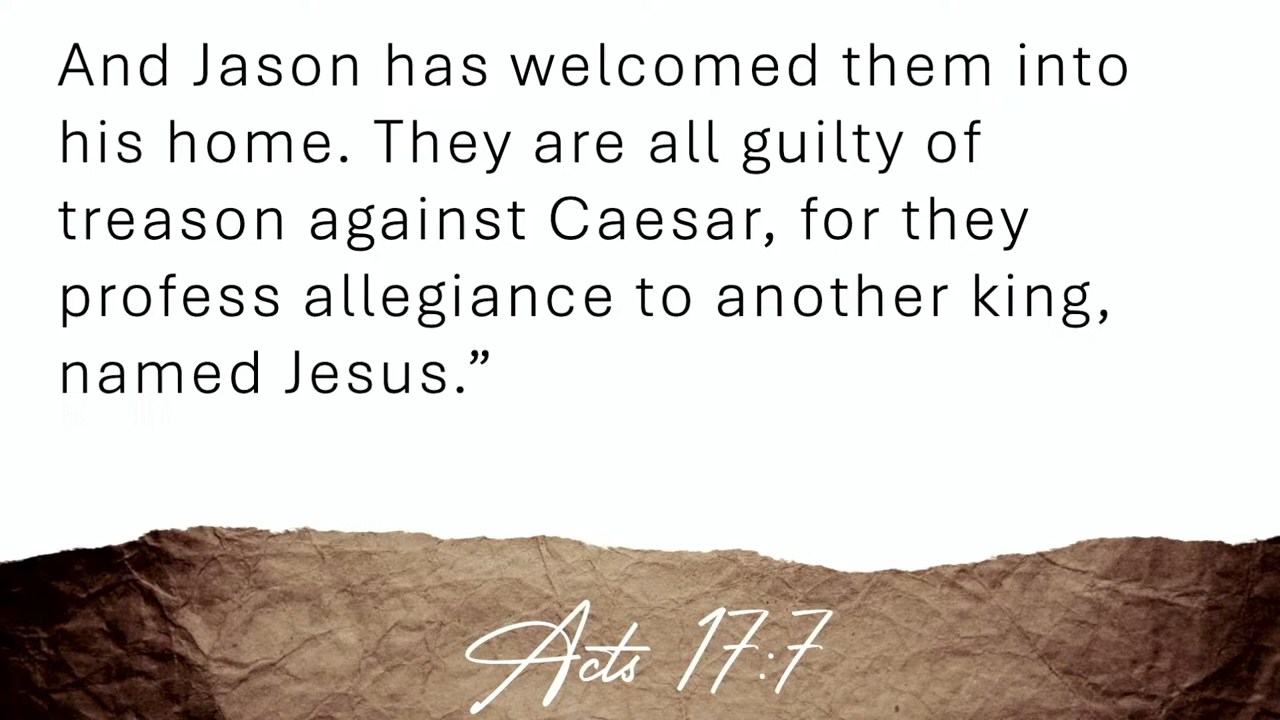 And Jason has welcomed them into
his home. They are all guilty of
treason against Caesar, for they
profess allegiance to another king,
named Jesus.”
Acts 17:7